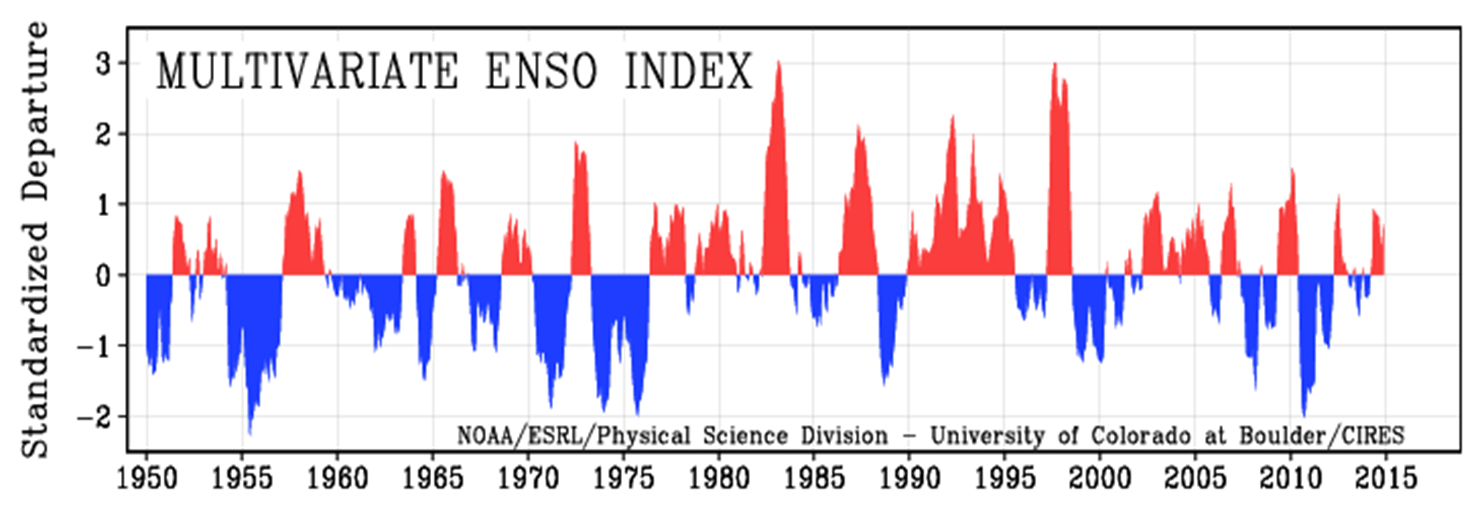 MULTIVARIATE ENSO INDEX
Standardized Departure
3
2
1
0
−1
−2
NOAA/ESRL/Physical Science Division − University of Colorado at Boulder/CIRES
1950 1955 1960 1965 1970 1975 1980 1985 1990 1995 2000 2005 2010 2015